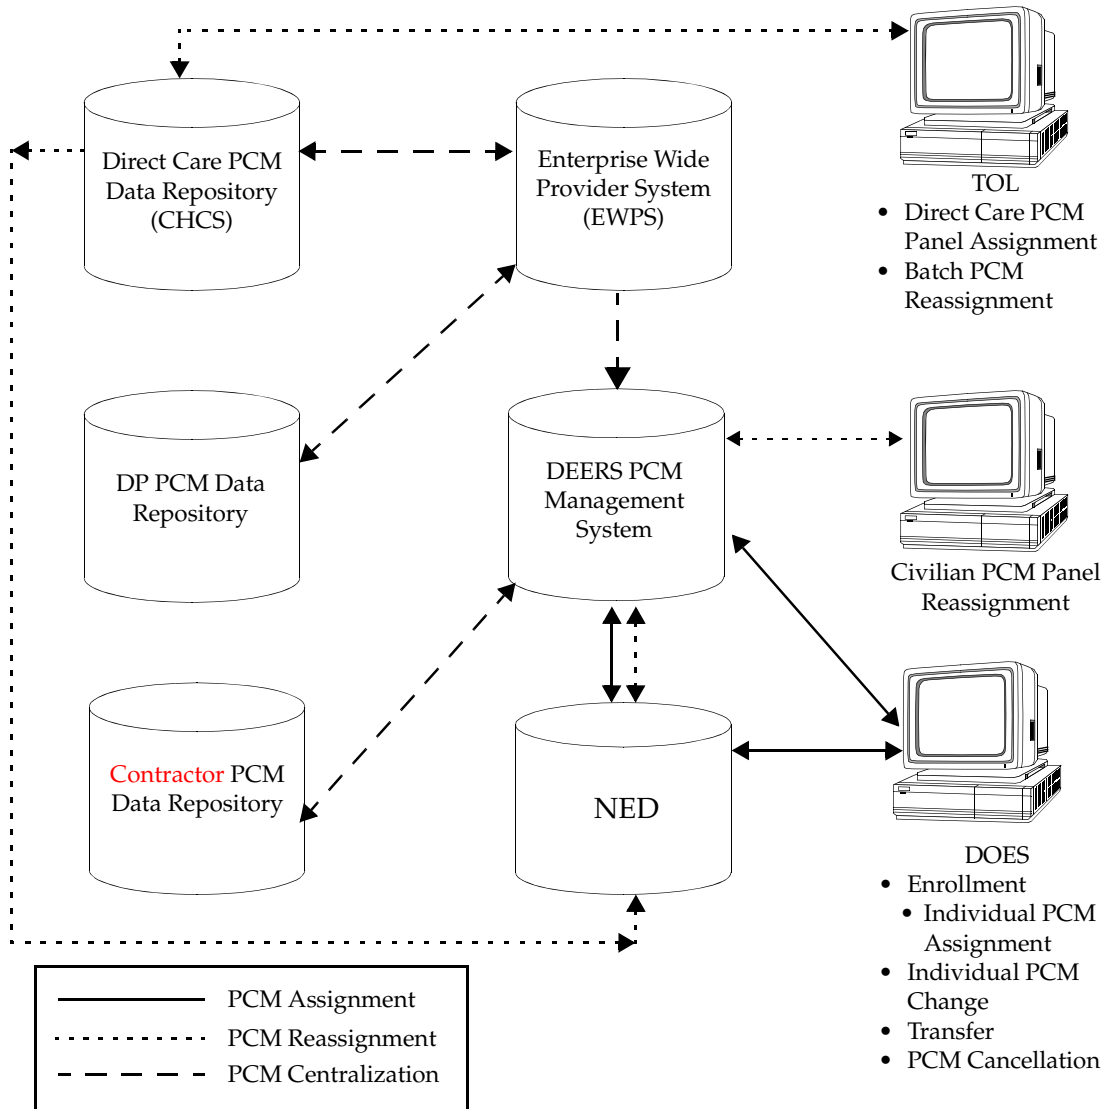 Direct Care PCM
Data Repository
(CHCS)
Enterprise Wide
Provider System
(EWPS)
TOL
• Direct Care PCM
Panel Assignment
• Batch PCM
Reassignment
DP PCM Data
Repository
DEERS PCM
Management
System
Civilian PCM Panel
Reassignment
Contractor PCM
Data Repository
NED
DOES
• Enrollment
• Individual PCM
Assignment
• Individual PCM
Change
• Transfer
• PCM Cancellation
PCM Assignment
PCM Reassignment
PCM Centralization